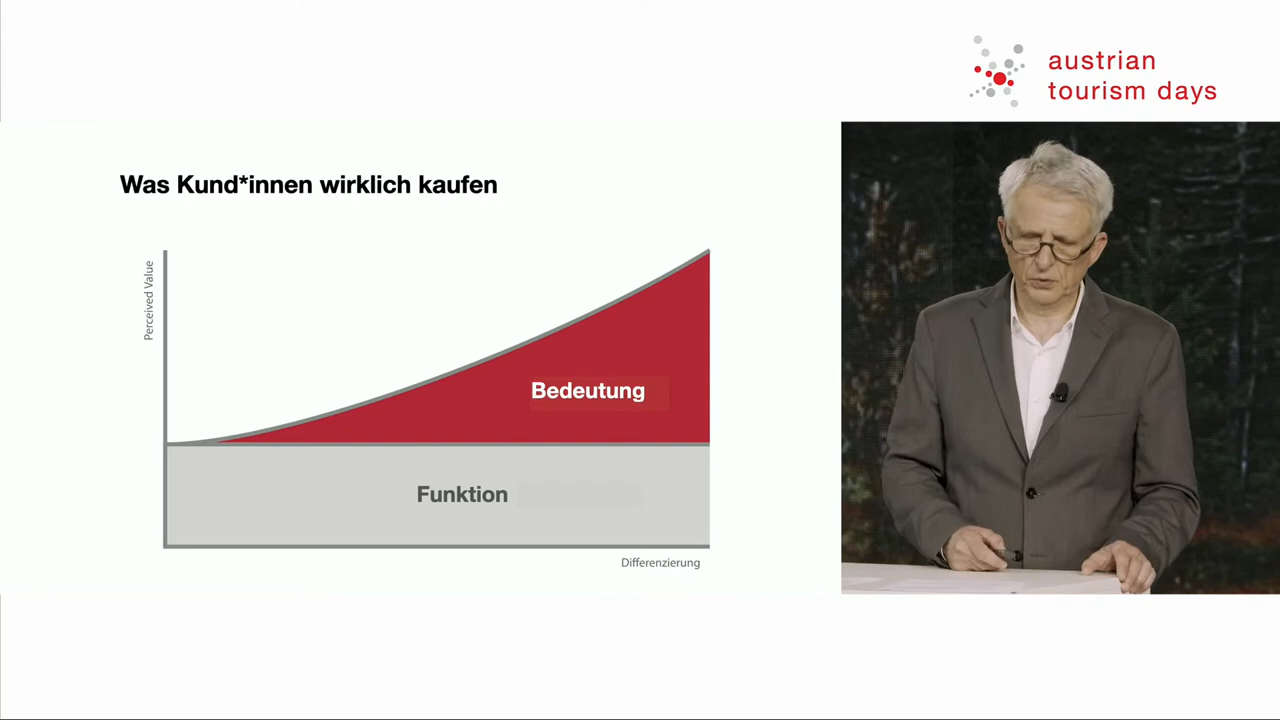 austrian
tourism days
Was Kund*innen wirklich kaufen
Perceived Value
Bedeutung
Funktion
Differenzierung